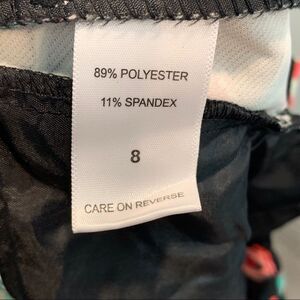 89% POLYESTER
11% SPANDEX
8
CARE ON REVERSE